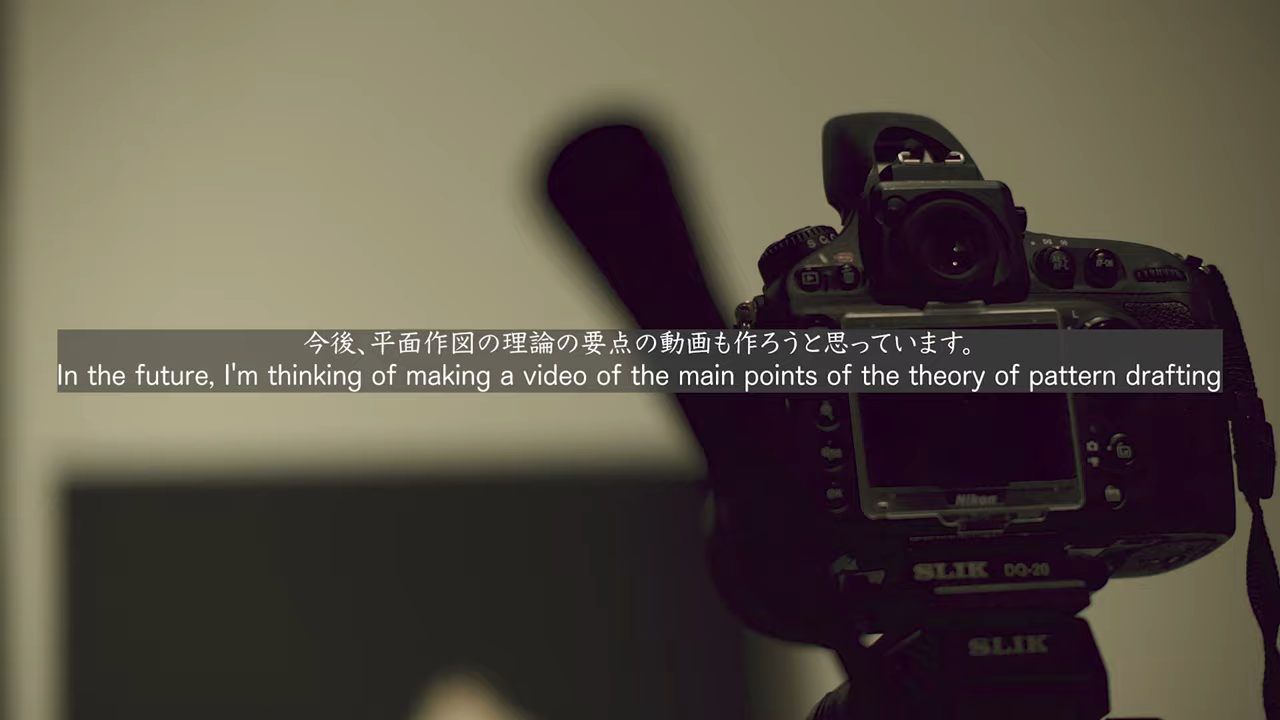 今後、平面作図の理論の要点の動画も作ろうと思っています。
In the future, I'm thinking of making a video of the main points of the theory of pattern drafting
Nikon
SLIK DQ-20
SLIK